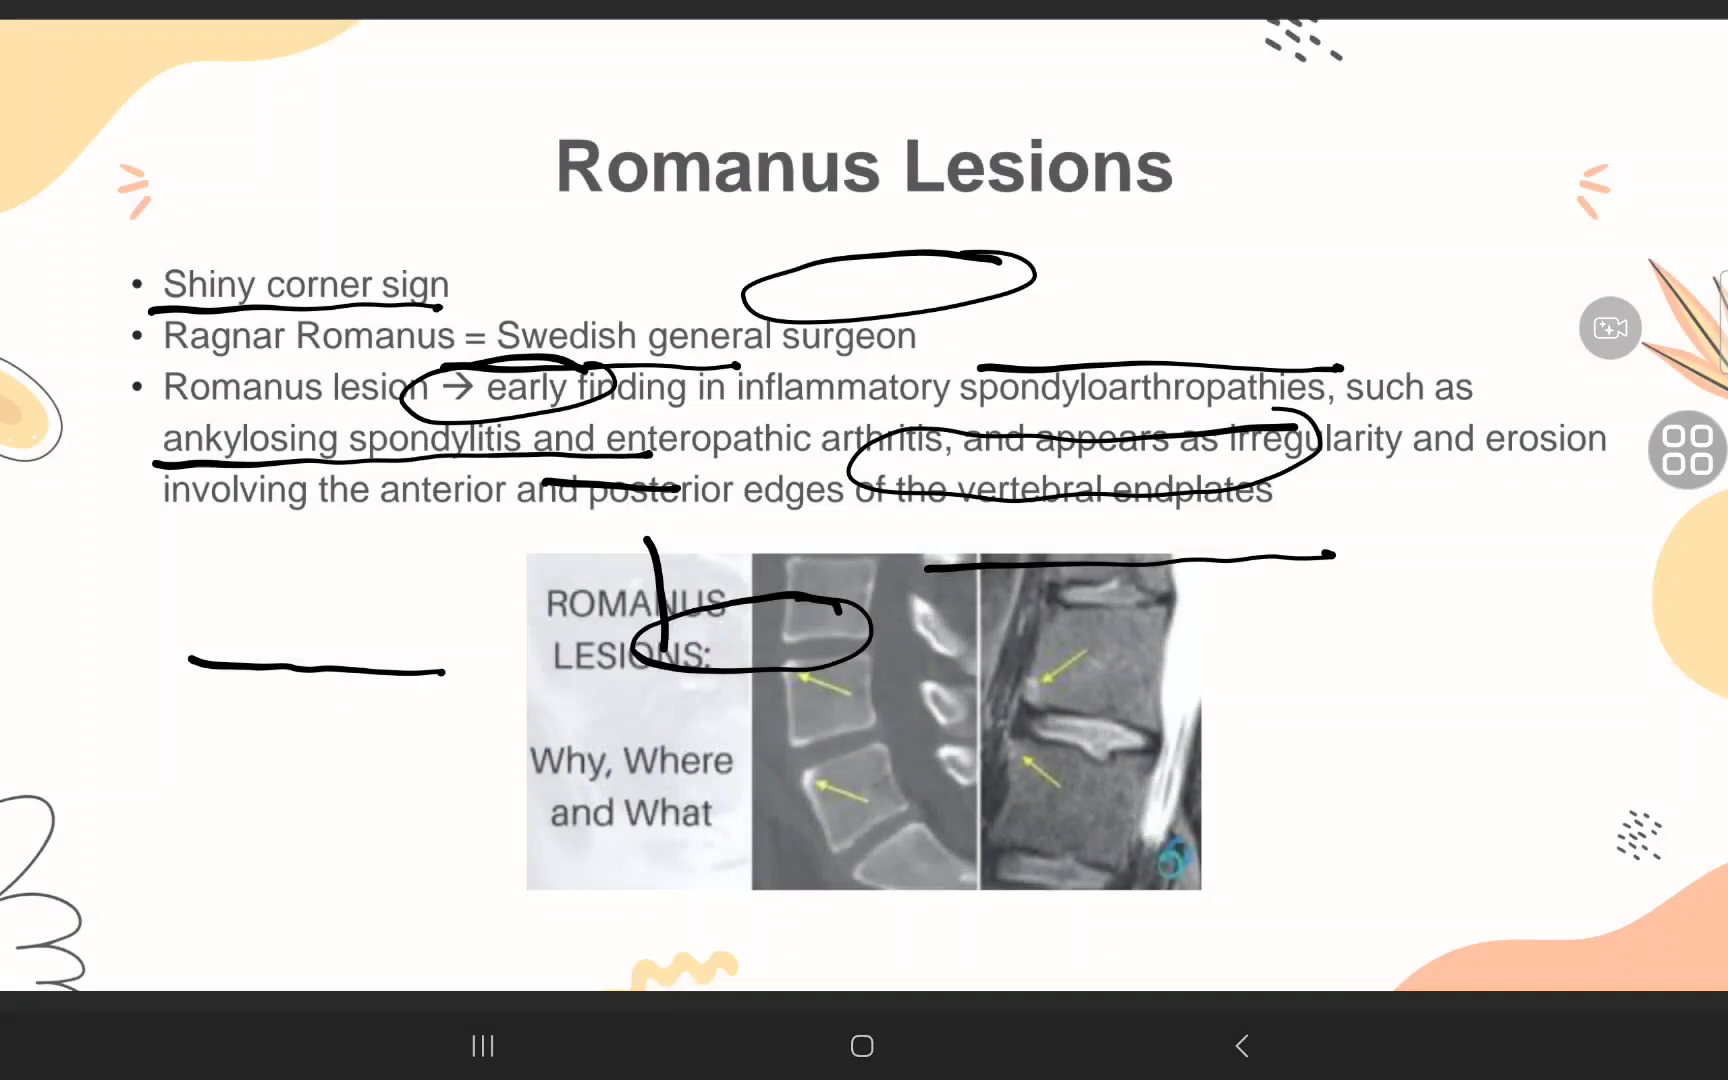 Romanus Lesions
• Shiny corner sign
• Ragnar Romanus = Swedish general surgeon
• Romanus lesion → early finding in inflammatory spondyloarthropathies, such as
ankylosing spondylitis and enteropathic arthritis, and appears as irregularity and erosion
involving the anterior and posterior edges of the vertebral endplates
ROMANUS
LESIONS:
Why, Where
and What